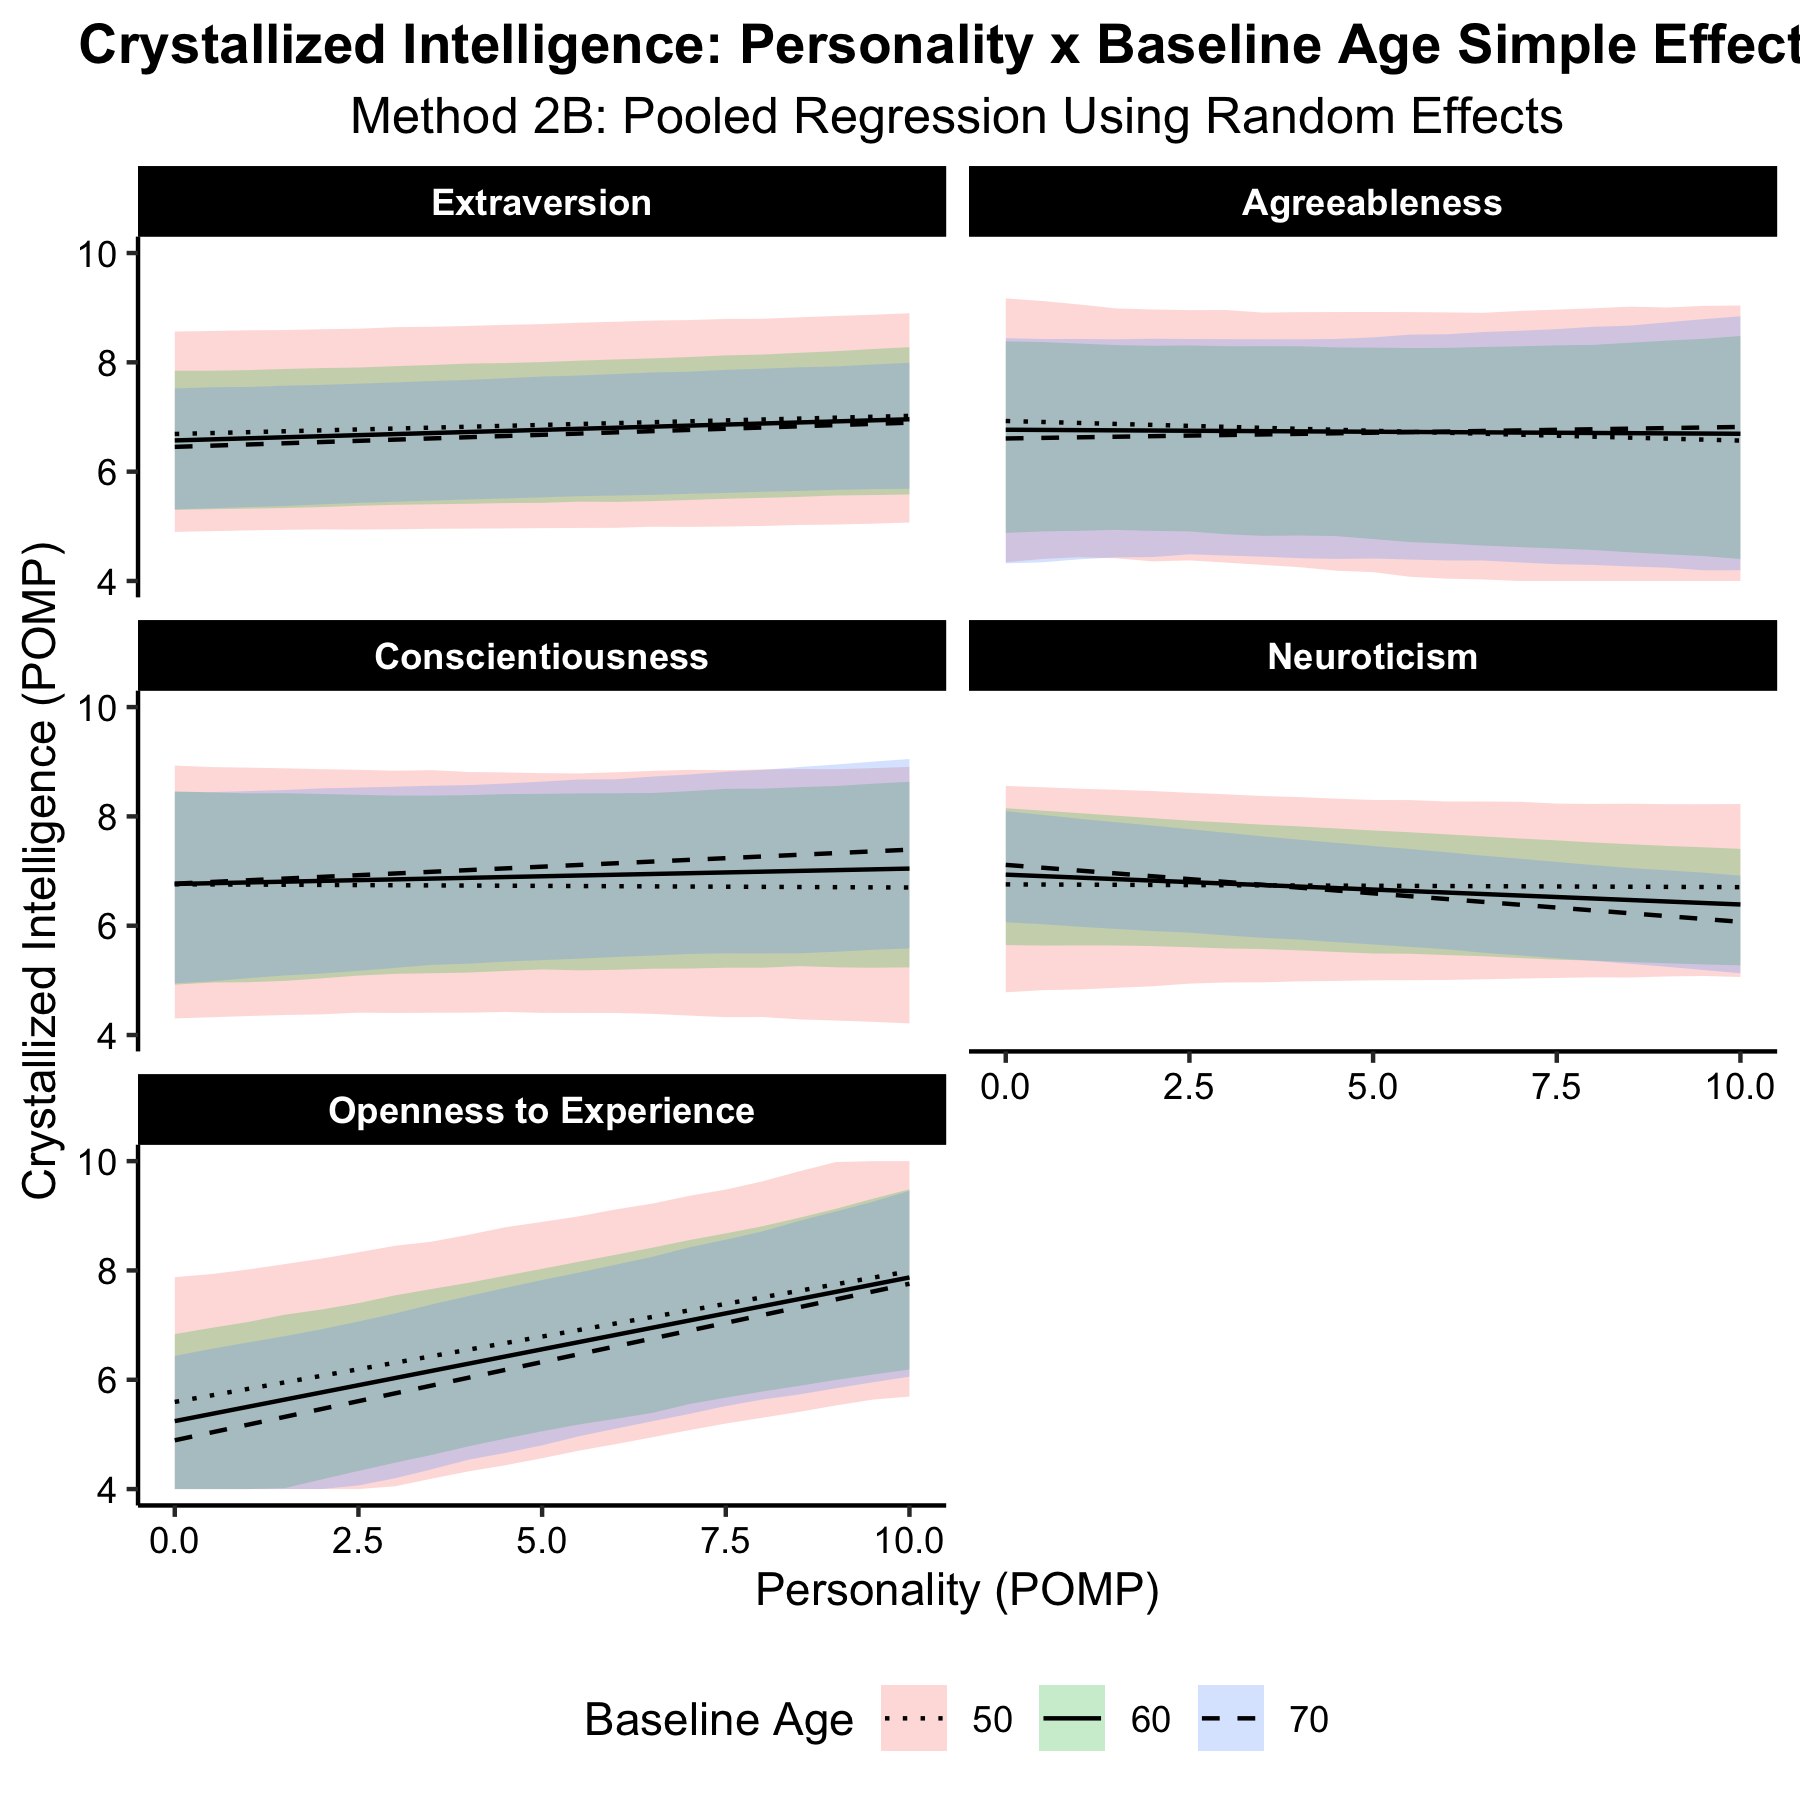 Crystallized Intelligence: Personality x Baseline Age Simple Effect
Method 2B: Pooled Regression Using Random Effects
Extraversion
Agreeableness
10
8
6
4
Conscientiousness
Neuroticism
10
8
6
4
0.0 2.5 5.0 7.5 10.0
Openness to Experience
10
8
6
4
0.0 2.5 5.0 7.5 10.0
Crystallized Intelligence (POMP)
Personality (POMP)
Baseline Age 50 60 70